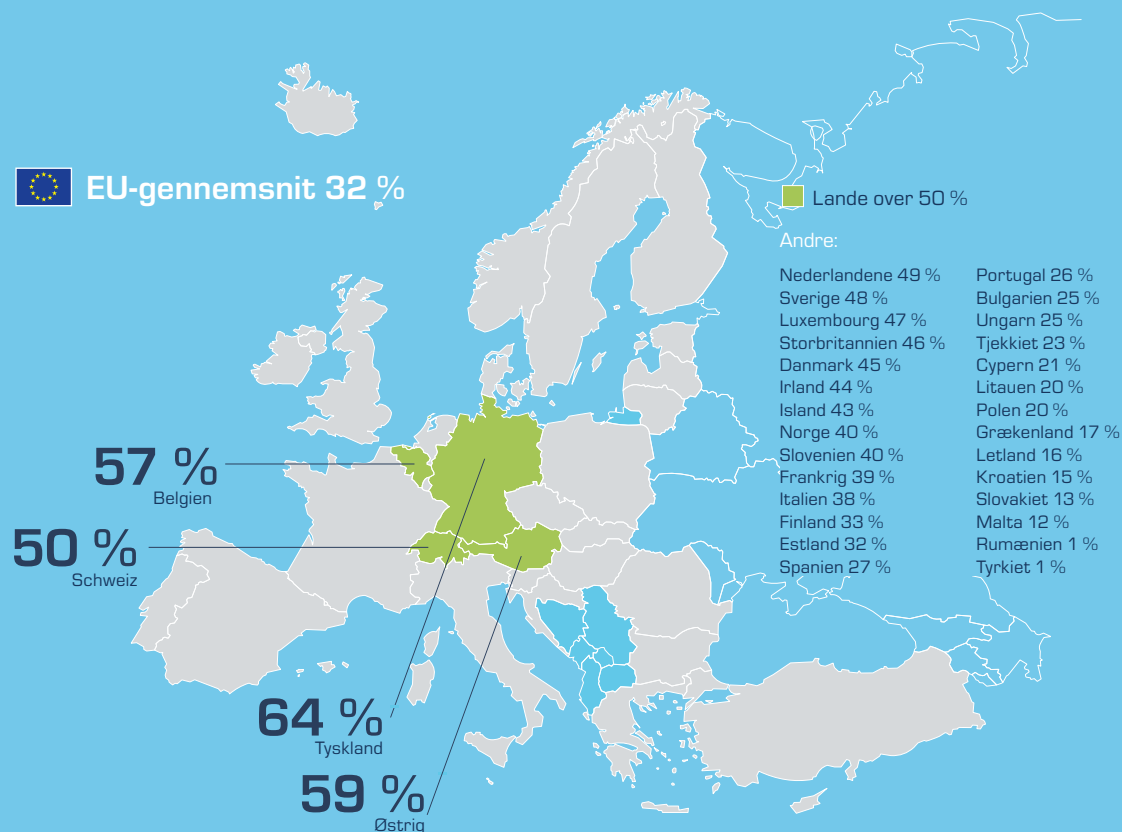 EU-gennemsnit 32 %
Lande over 50 %
Andre:
Nederlandene 49 %
Sverige 48 %
Luxembourg 47 %
Storbritannien 46 %
Danmark 45 %
Irland 44 %
Island 43 %
Norge 40 %
Slovenien 40 %
Frankrig 39 %
Italien 38 %
Finland 33 %
Estland 32 %
Spanien 27 %
Portugal 26 %
Bulgarien 25 %
Ungarn 25 %
Tjekkiet 23 %
Cypern 21 %
Litauen 20 %
Polen 20 %
Grækenland 17 %
Letland 16 %
Kroatien 15 %
Slovakiet 13 %
Malta 12 %
Rumænien 1 %
Tyrkiet 1 %
57 %
Belgien
50 %
Schweiz
64 %
Tyskland
59 %
Østrig